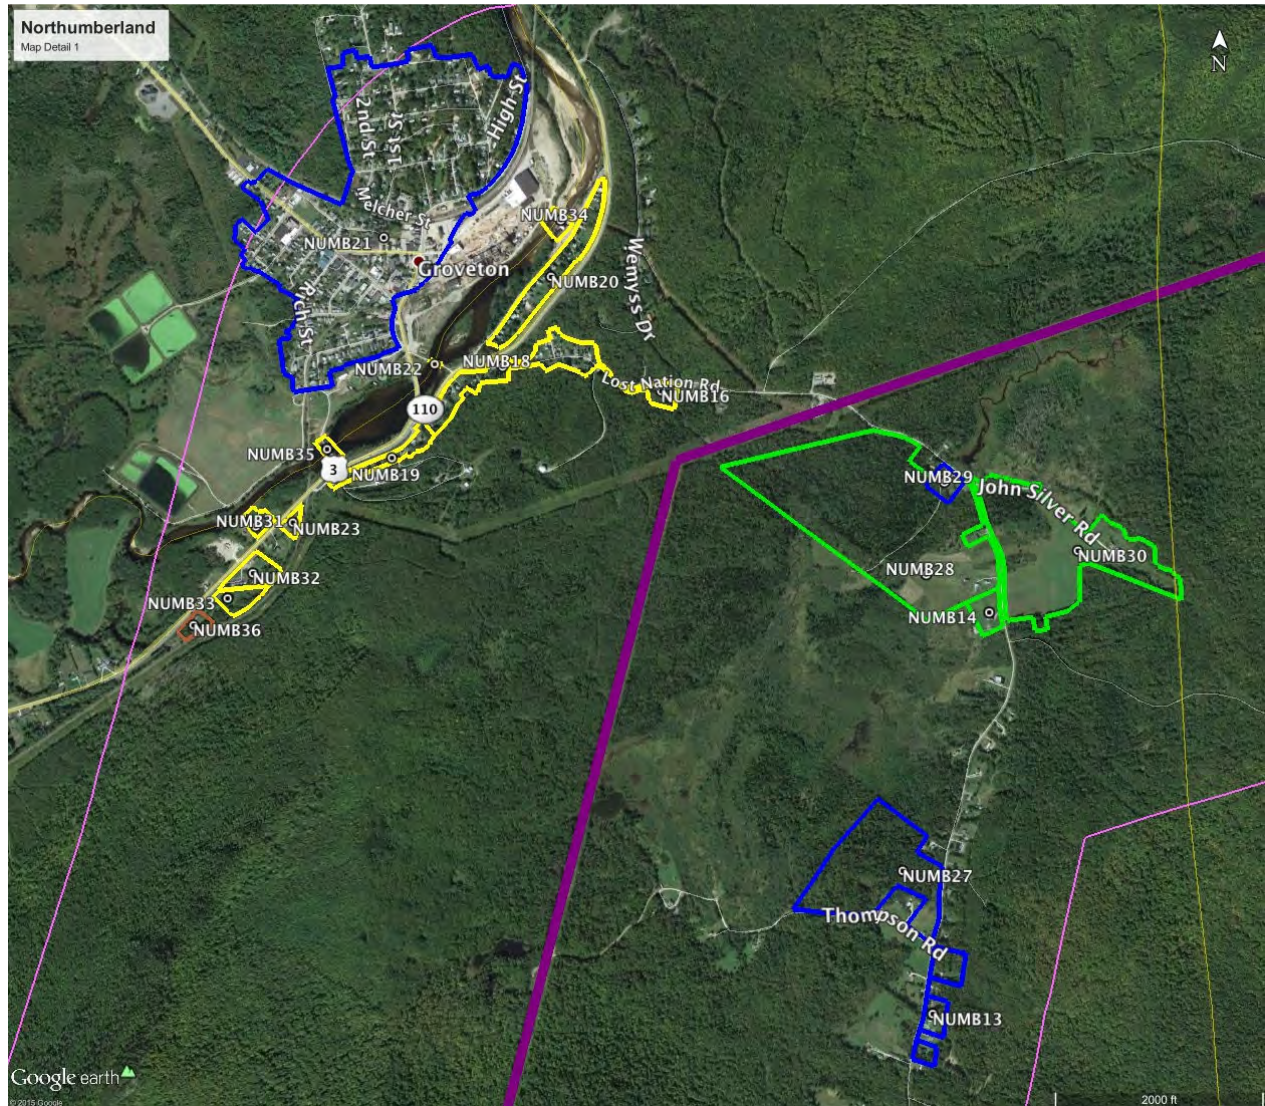 Northumberland
Map Detail 1
N
2nd St
1st St
High St
Melcher St
NUMB34
NUMB21
Groveton
NUMB20
Wemyss Dr
Rich St
NUMB22
NUMB18
Lost Nation Rd
NUMB16
110
NUMB35
3
NUMB19
NUMB29
John Silver Rd
NUMB31
NUMB23
NUMB30
NUMB32
NUMB28
NUMB33
NUMB14
NUMB36
NUMB27
Thompson Rd
NUMB13
Google earth
© 2015 Google
2000 ft